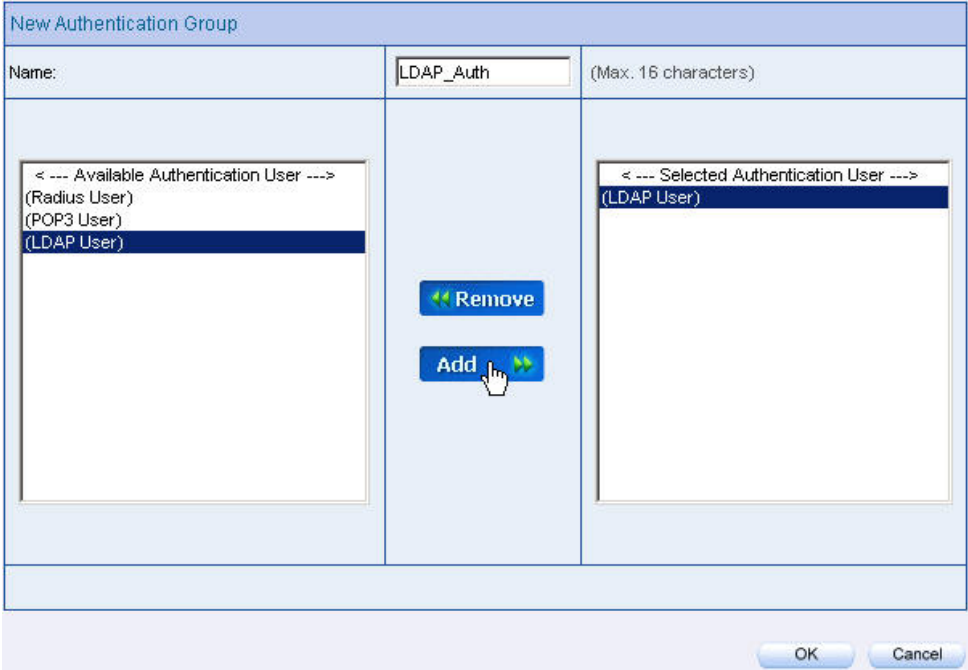 New Authentication Group
Name: LDAP_Auth (Max. 16 characters)
< --- Available Authentication User --->
(Radius User)
(POP3 User)
(LDAP User)
Remove
Add
< --- Selected Authentication User --->
(LDAP User)
OK Cancel